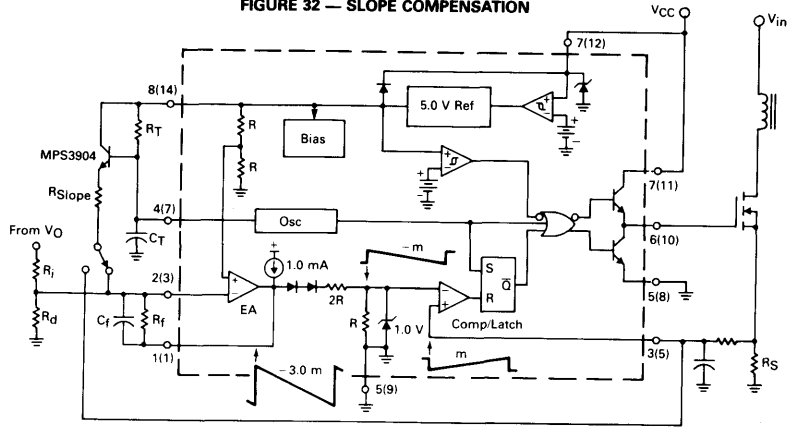 FIGURE 32 — SLOPE COMPENSATION
VCC
Vin
7(12)
8(14)
RT
R
Bias
5.0 V Ref
+
−
MPS3904
R
+
−
RSlope
+
−
7(11)
4(7)
Osc
6(10)
From VO
CT
+
− m
Ri
1.0 mA
S
Q
5(8)
2(3)
+
−
2R
−
+
R
EA
Comp/Latch
Rd
Cf
Rf
R
1.0 V
m
3(5)
1(1)
− 3.0 m
RS
5(9)